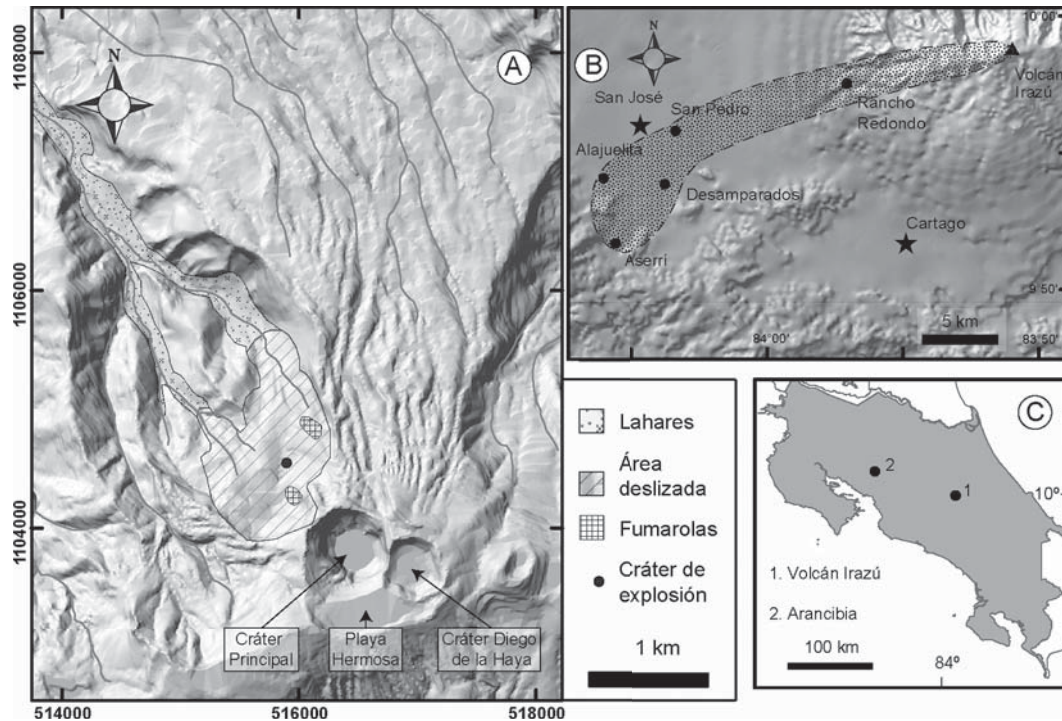 1108000
1106000
1104000
514000
516000
518000
N
A
Cráter
Principal
Playa
Hermosa
Cráter Diego
de la Haya
B
N
10°00'
San José
San Pedro
Volcán
Irazú
Rancho
Redondo
Alajuelita
Desamparados
Cartago
Aserri
9°50'
5 km
84°00'
83°50'
Lahares
Área
deslizada
Fumarolas
Cráter de
explosión
1 km
C
2
1
10º
1. Volcán Irazú
2. Arancibia
100 km
84º